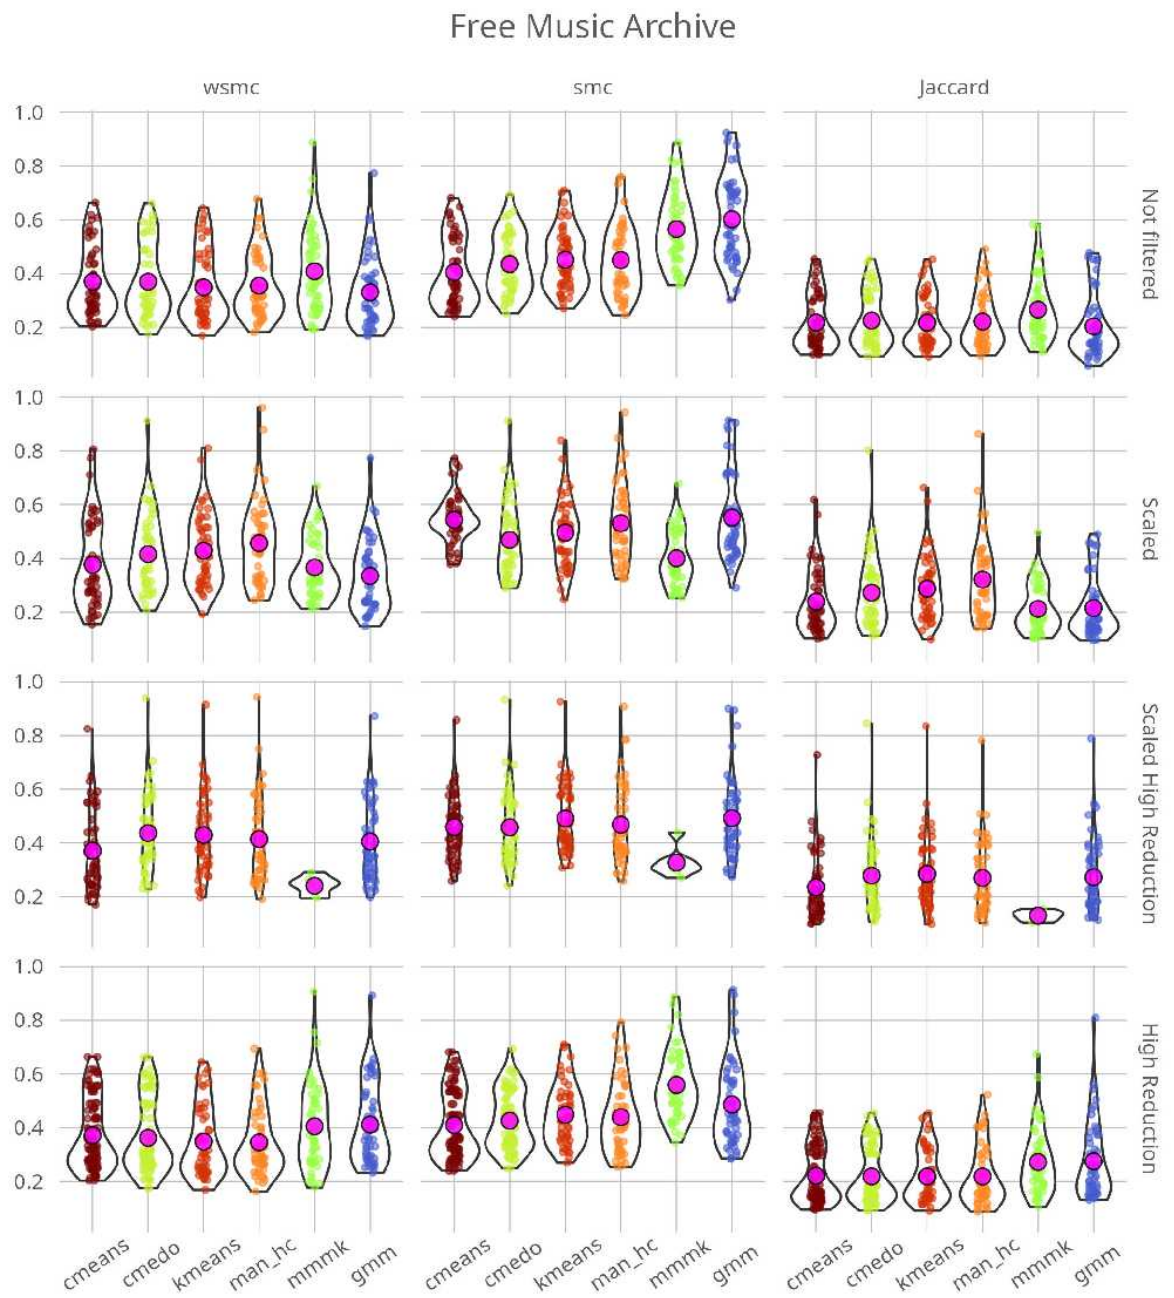 Free Music Archive
wsmc smc Jaccard
1.0
0.8
0.6
0.4
0.2
Not filtered
1.0
0.8
0.6
0.4
0.2
Scaled
1.0
0.8
0.6
0.4
0.2
Scaled High Reduction
1.0
0.8
0.6
0.4
0.2
High Reduction
cmeans cmedo kmeans man_hc mmmk gmm cmeans cmedo kmeans man_hc mmmk gmm cmeans cmedo kmeans man_hc mmmk gmm